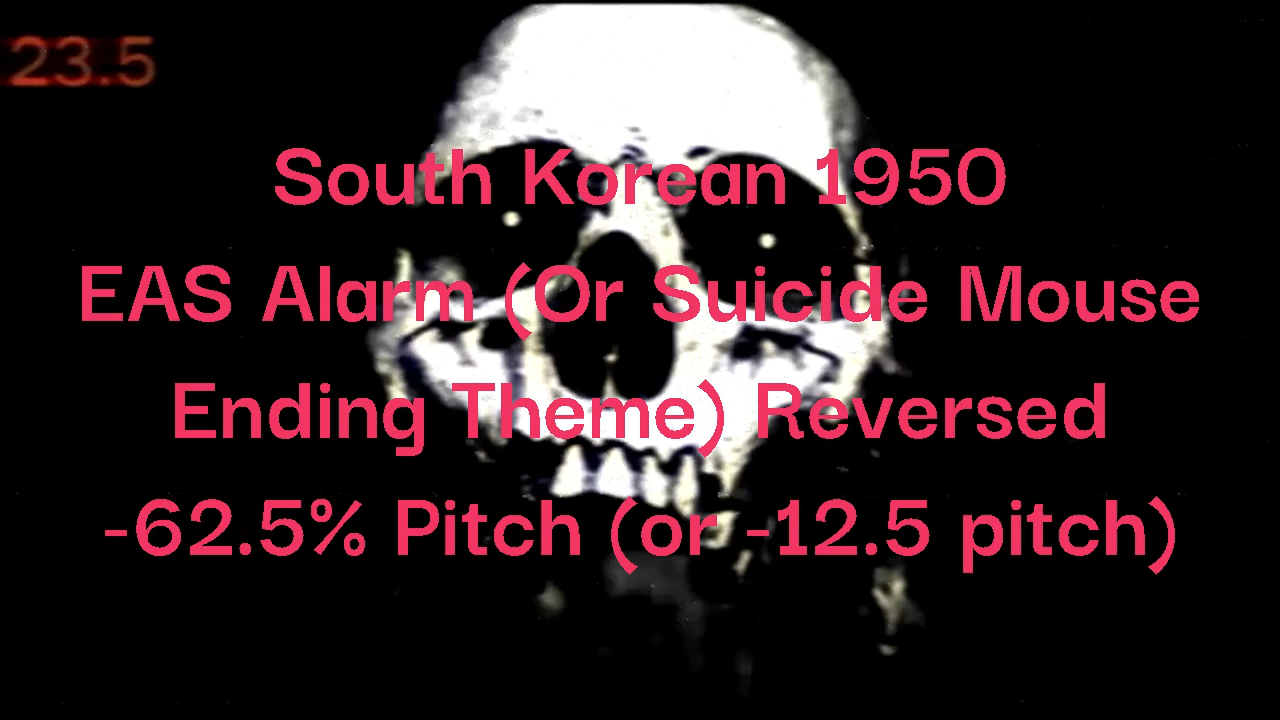 23.5
South Korean 1950
EAS Alarm (Or Suicide Mouse
Ending Theme) Reversed
-62.5% Pitch (or -12.5 pitch)